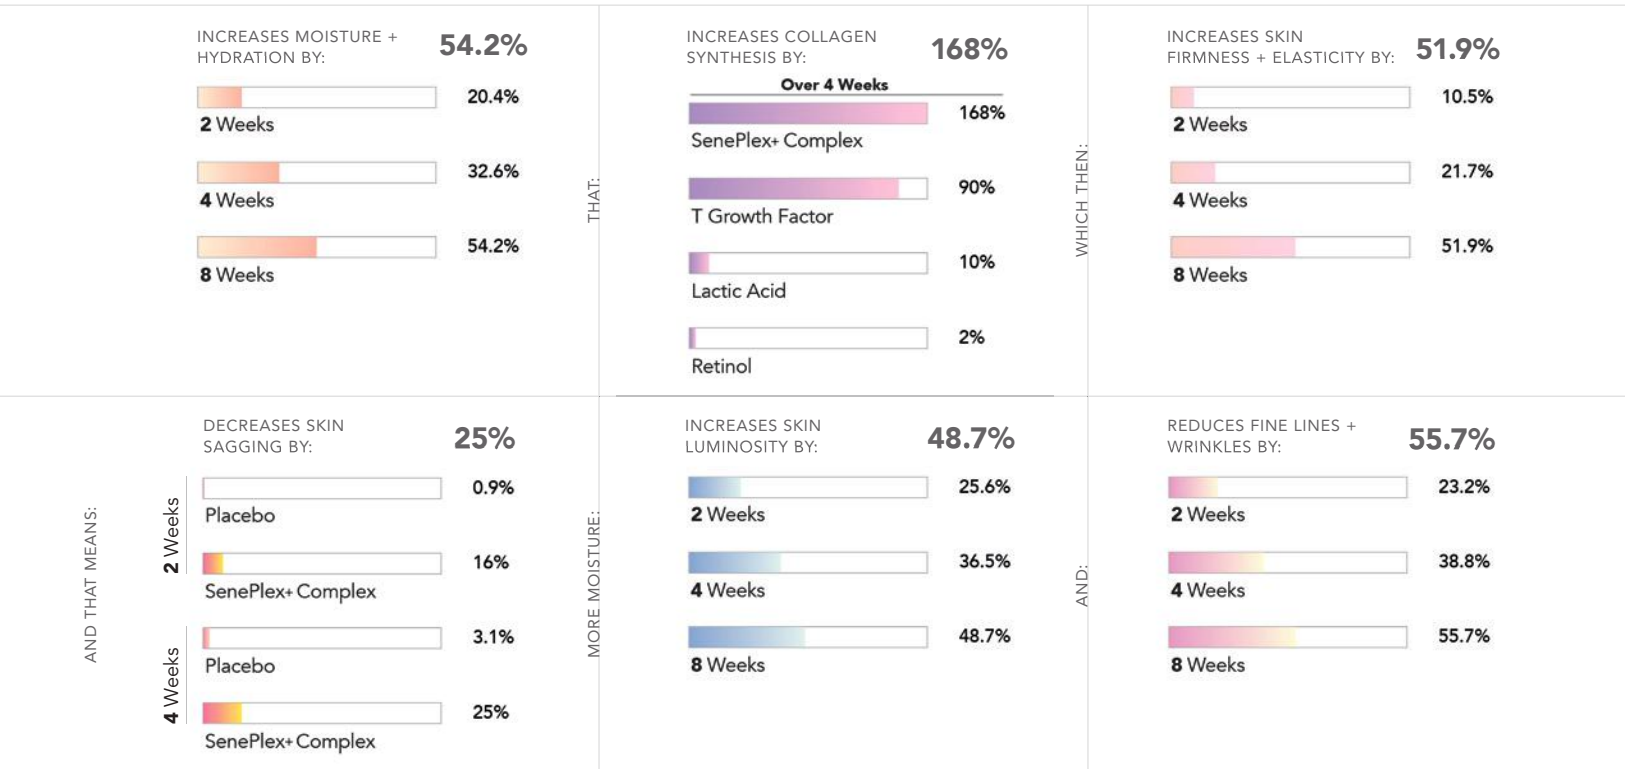 INCREASES MOISTURE +
HYDRATION BY:
54.2%
20.4%
2 Weeks
32.6%
4 Weeks
54.2%
8 Weeks
THAT:
INCREASES COLLAGEN
SYNTHESIS BY:
168%
Over 4 Weeks
168%
SenePlex+ Complex
90%
T Growth Factor
10%
Lactic Acid
2%
Retinol
WHICH THEN:
INCREASES SKIN
FIRMNESS + ELASTICITY BY:
51.9%
10.5%
2 Weeks
21.7%
4 Weeks
51.9%
8 Weeks
AND THAT MEANS:
DECREASES SKIN
SAGGING BY:
25%
2 Weeks
0.9%
Placebo
16%
SenePlex+ Complex
4 Weeks
3.1%
Placebo
25%
SenePlex+ Complex
MORE MOISTURE:
INCREASES SKIN
LUMINOSITY BY:
48.7%
25.6%
2 Weeks
36.5%
4 Weeks
48.7%
8 Weeks
AND:
REDUCES FINE LINES +
WRINKLES BY:
55.7%
23.2%
2 Weeks
38.8%
4 Weeks
55.7%
8 Weeks